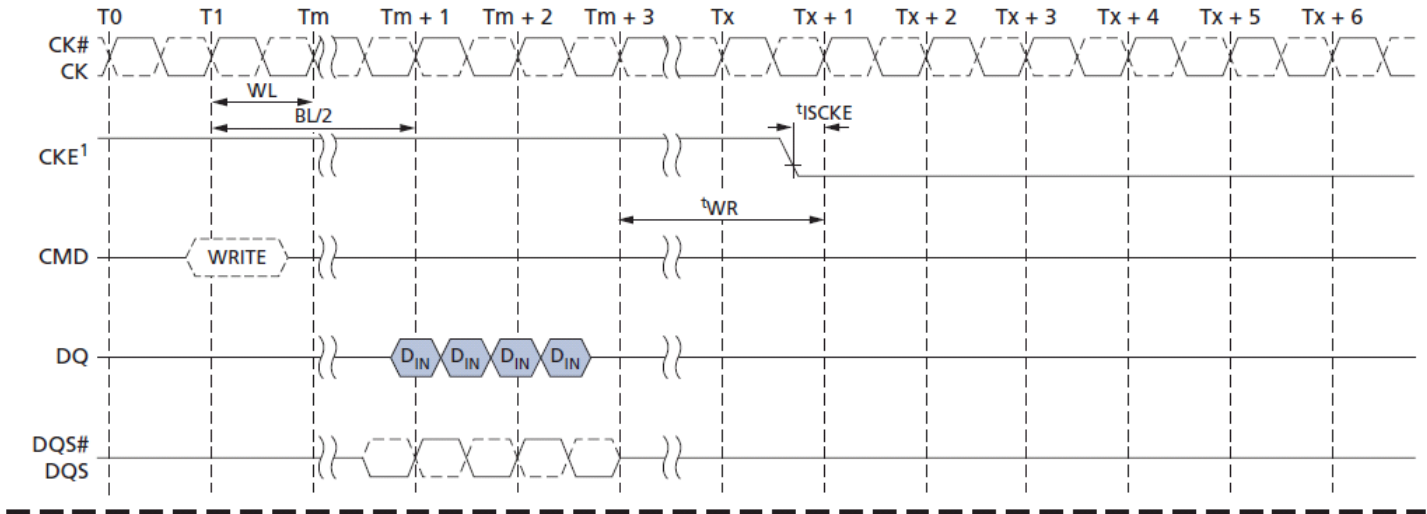 T0 T1 Tm Tm + 1 Tm + 2 Tm + 3 Tx Tx + 1 Tx + 2 Tx + 3 Tx + 4 Tx + 5 Tx + 6
CK#
CK
WL
BL/2
tISCKE
CKE1
tWR
CMD WRITE
DQ DIN DIN DIN DIN
DQS#
DQS